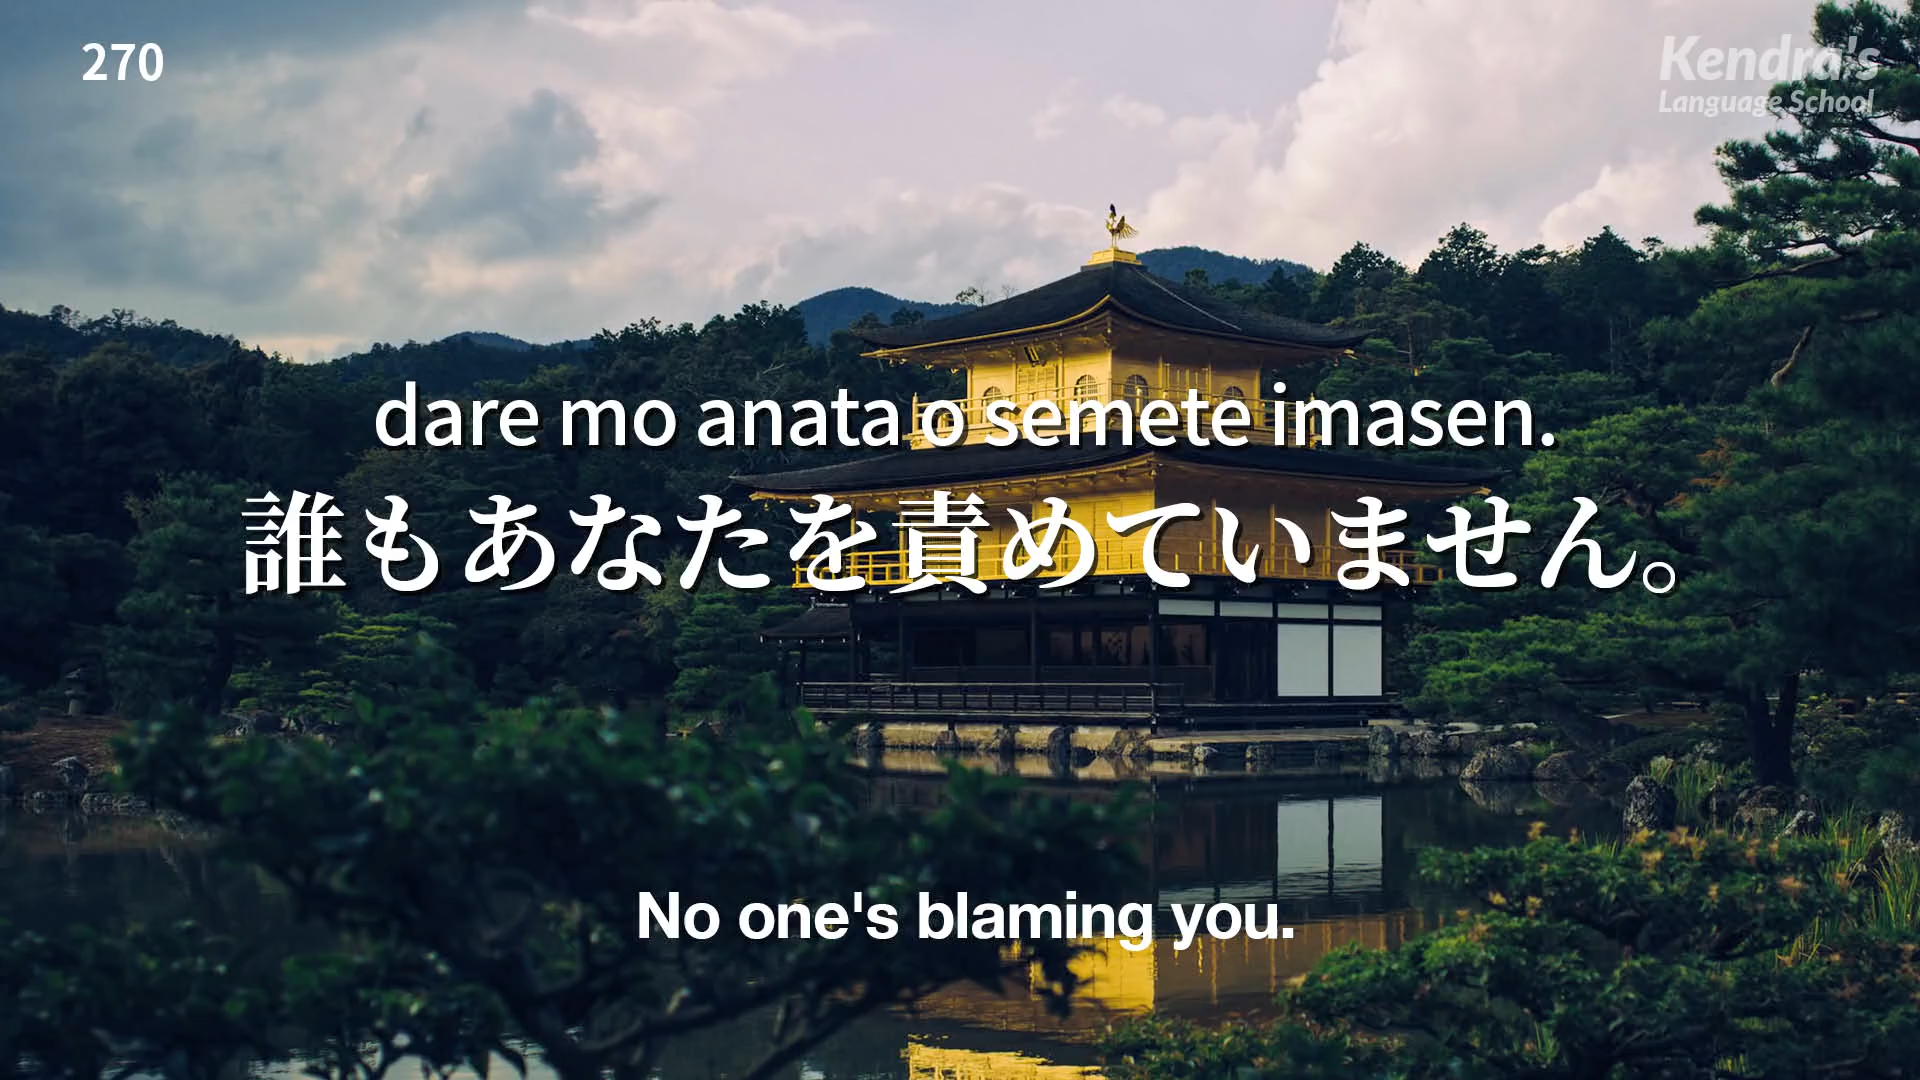 270
Kendra's
Language School
dare mo anata o semete imasen.
誰もあなたを責めていません。
No one's blaming you.